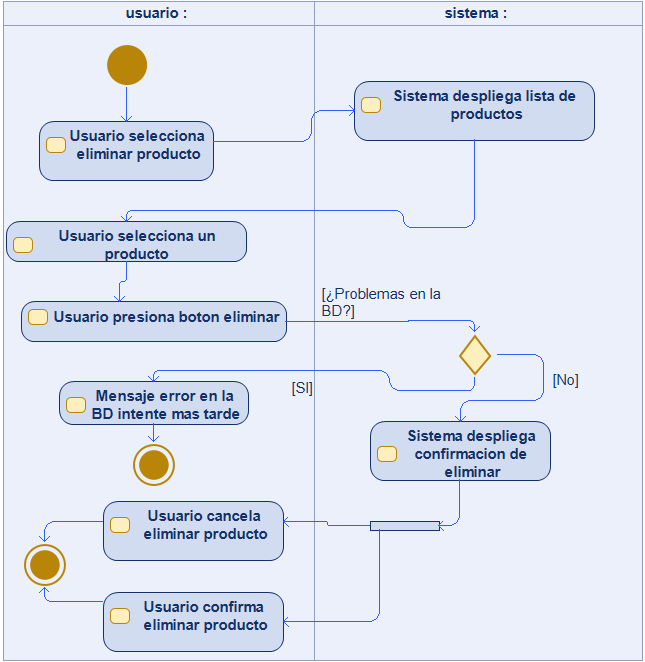 usuario :
sistema :
Usuario selecciona
eliminar producto
Sistema despliega lista de
productos
Usuario selecciona un
producto
Usuario presiona boton eliminar
[¿Problemas en la
BD?]
[SI]
[No]
Mensaje error en la
BD intente mas tarde
Sistema despliega
confirmacion de
eliminar
Usuario cancela
eliminar producto
Usuario confirma
eliminar producto